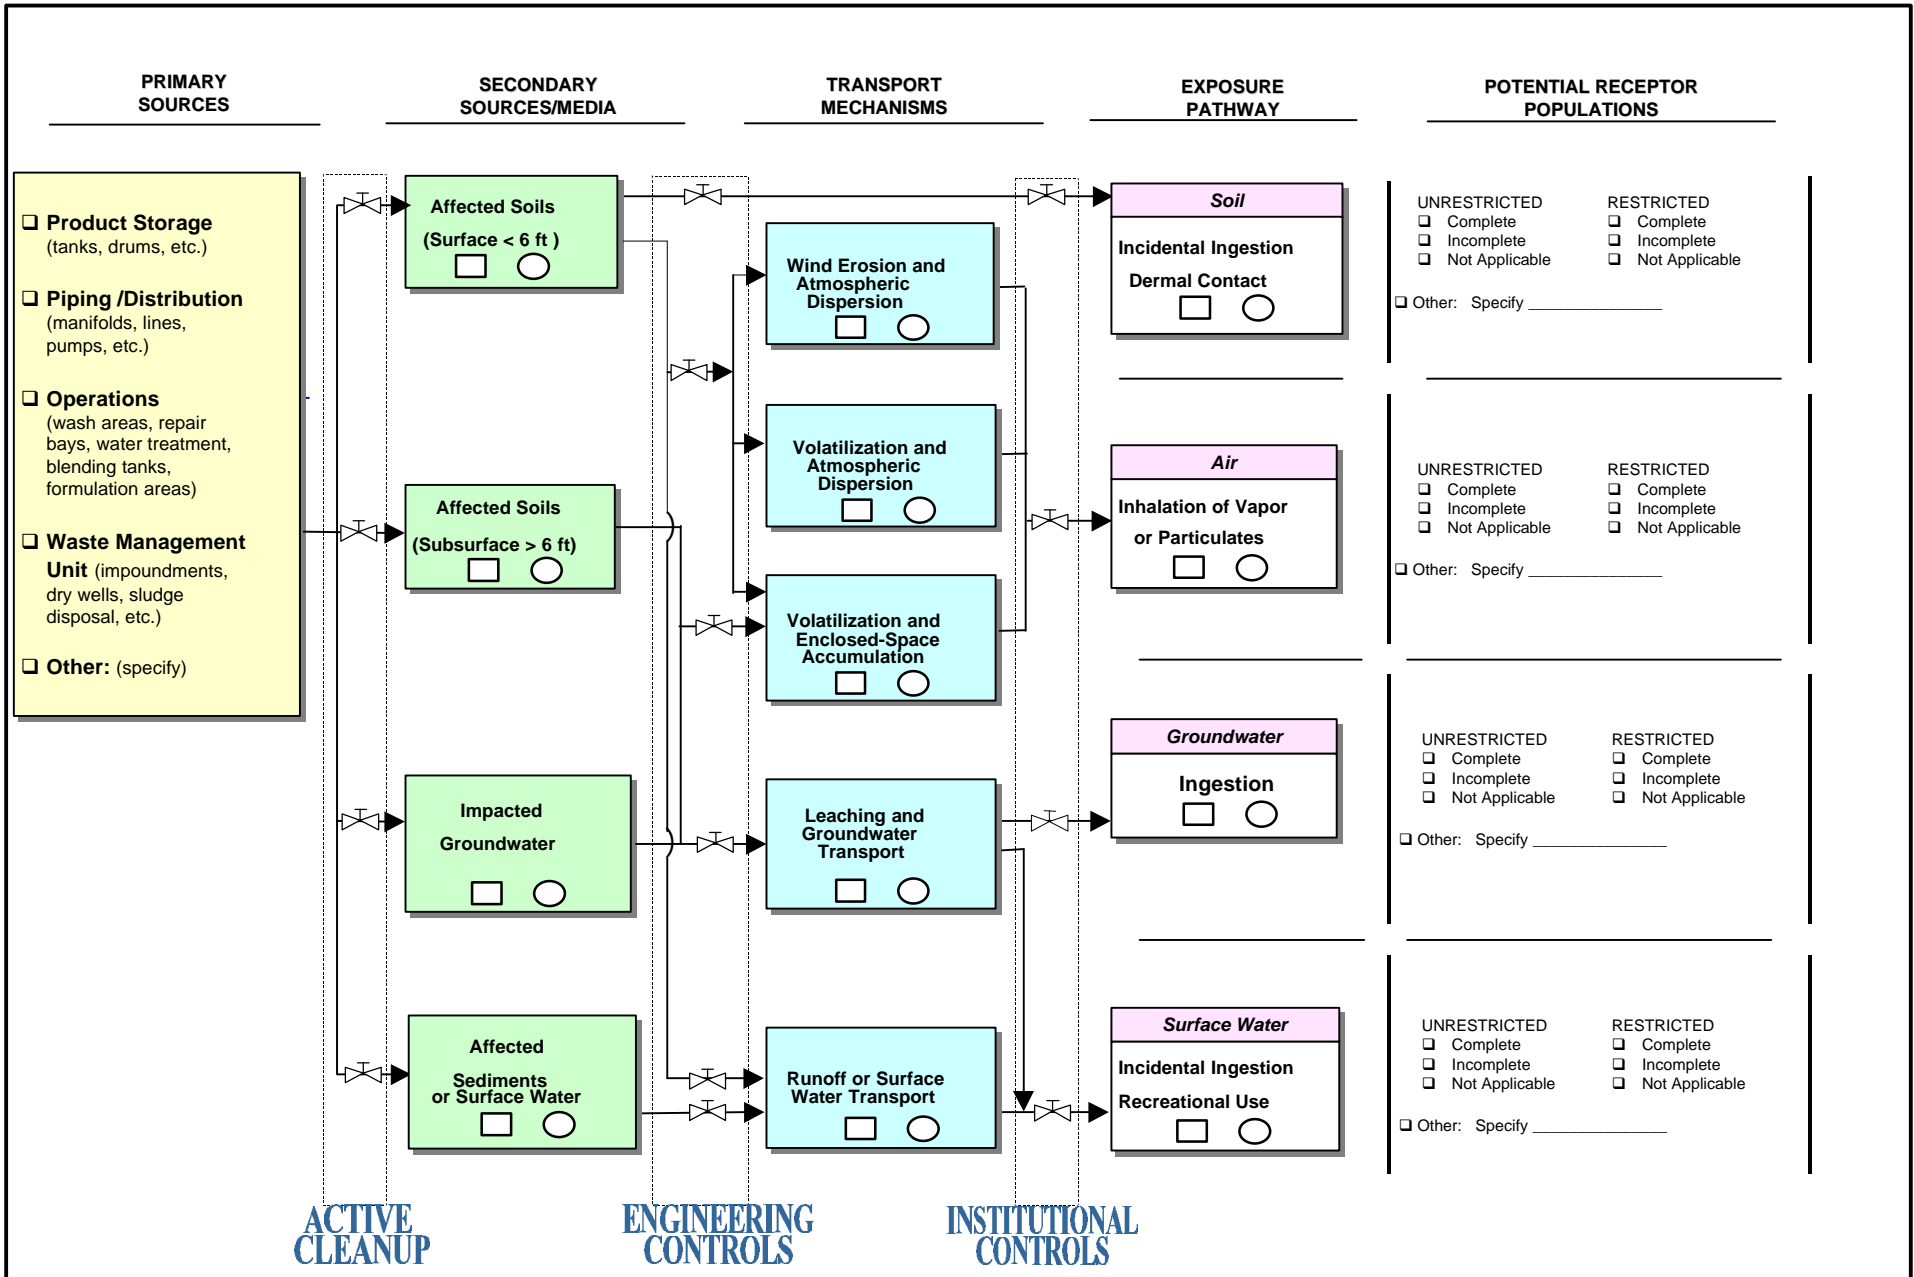 PRIMARY
SOURCES
SECONDARY
SOURCES/MEDIA
TRANSPORT
MECHANISMS
EXPOSURE
PATHWAY
POTENTIAL RECEPTOR
POPULATIONS
❑ Product Storage
(tanks, drums, etc.)
❑ Piping /Distribution
(manifolds, lines,
pumps, etc.)
❑ Operations
(wash areas, repair
bays, water treatment,
blending tanks,
formulation areas)
❑ Waste Management
Unit (impoundments,
dry wells, sludge
disposal, etc.)
❑ Other: (specify)
Affected Soils
(Surface < 6 ft )
Affected Soils
(Subsurface > 6 ft)
Impacted
Groundwater
Affected
Sediments
or Surface Water
Wind Erosion and
Atmospheric
Dispersion
Volatilization and
Atmospheric
Dispersion
Volatilization and
Enclosed-Space
Accumulation
Leaching and
Groundwater
Transport
Runoff or Surface
Water Transport
Soil
Incidental Ingestion
Dermal Contact
Air
Inhalation of Vapor
or Particulates
Groundwater
Ingestion
Surface Water
Incidental Ingestion
Recreational Use
UNRESTRICTED RESTRICTED
❑ Complete ❑ Complete
❑ Incomplete ❑ Incomplete
❑ Not Applicable ❑ Not Applicable
❑ Other: Specify _______________
UNRESTRICTED RESTRICTED
❑ Complete ❑ Complete
❑ Incomplete ❑ Incomplete
❑ Not Applicable ❑ Not Applicable
❑ Other: Specify _______________
UNRESTRICTED RESTRICTED
❑ Complete ❑ Complete
❑ Incomplete ❑ Incomplete
❑ Not Applicable ❑ Not Applicable
❑ Other: Specify _______________
UNRESTRICTED RESTRICTED
❑ Complete ❑ Complete
❑ Incomplete ❑ Incomplete
❑ Not Applicable ❑ Not Applicable
❑ Other: Specify _______________
ACTIVE
CLEANUP
ENGINEERING
CONTROLS
INSTITUTIONAL
CONTROLS